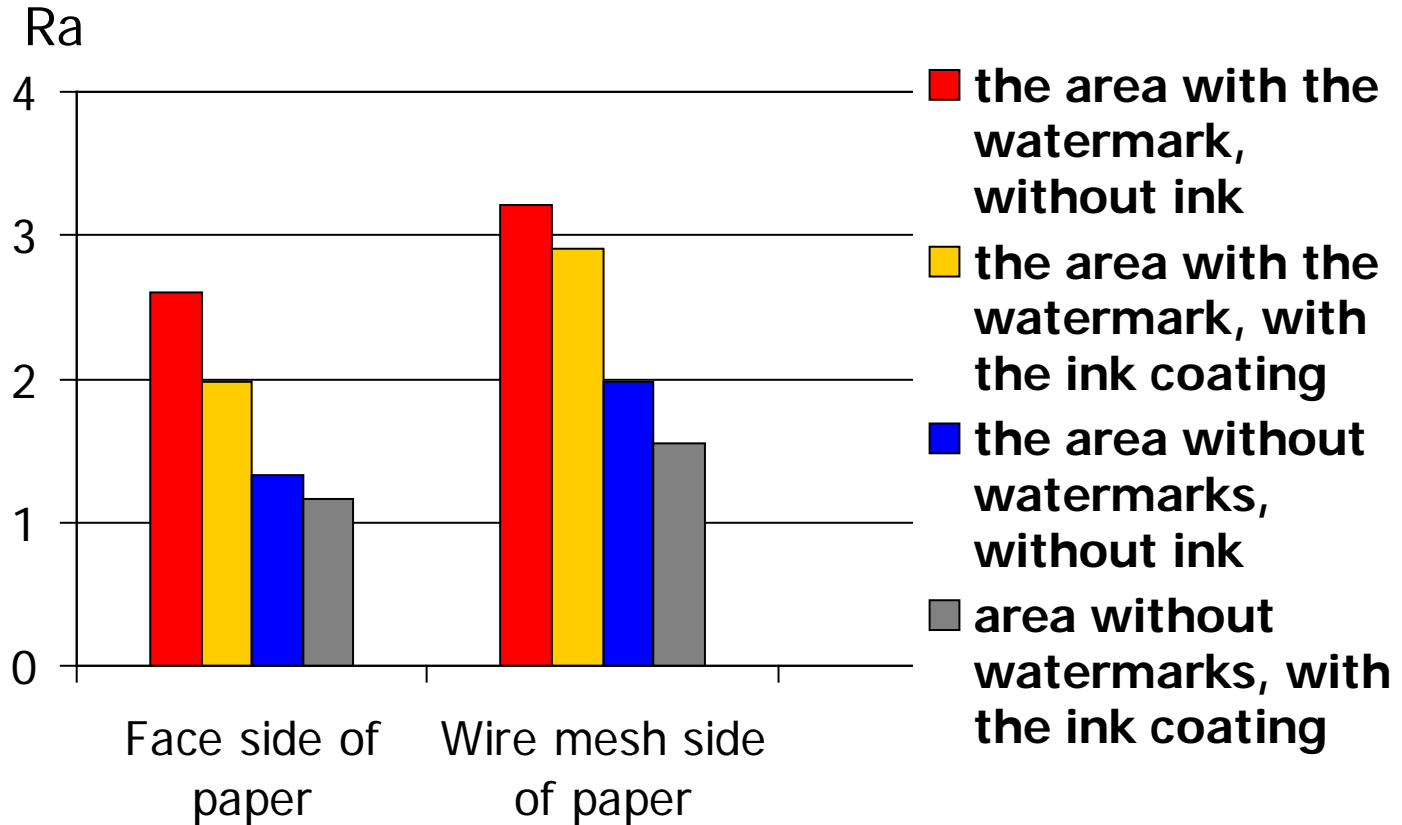 Ra
4
3
2
1
0
Face side of
paper
Wire mesh side
of paper
the area with the
watermark,
without ink
the area with the
watermark, with
the ink coating
the area without
watermarks,
without ink
area without
watermarks, with
the ink coating